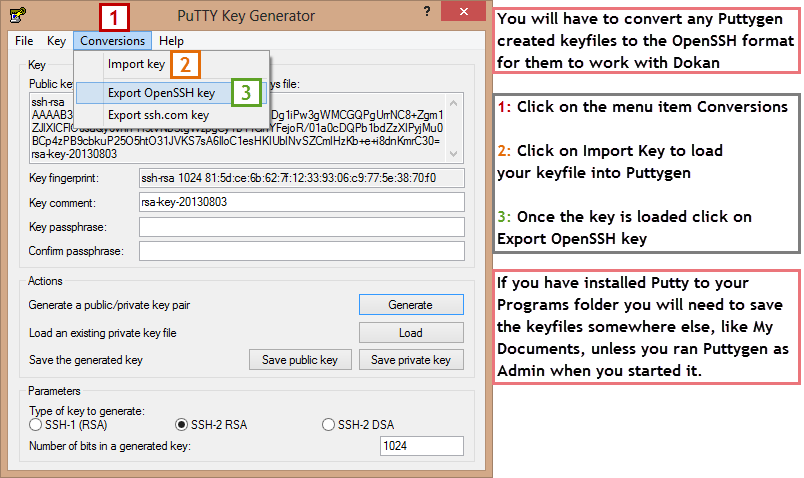 1
PuTTY Key Generator
?
File Key Conversions Help
Import key 2
Export OpenSSH key 3
Export ssh.com key
Key
Public key
ys file:
ssh-rsa
AAAAB3
Dg1iPw3gWMCGQPgUrrNC8+Zgm1
BCp4zPB9cbkuP25O5htO31JVKS7sA6lloC1esHKIUbINvSZCmlHzKb+e+i8dnKmrC30=
rsa-key-20130803
Key fingerprint: ssh-rsa 1024 81:5d:ce:6b:62:7f:12:33:93:06:c9:77:5e:38:70:f0
Key comment: rsa-key-20130803
Key passphrase:
Confirm passphrase:
Actions
Generate a public/private key pair Generate
Load an existing private key file Load
Save the generated key Save public key Save private key
Parameters
Type of key to generate:
SSH-1 (RSA) SSH-2 RSA SSH-2 DSA
Number of bits in a generated key: 1024
You will have to convert any Puttygen
created keyfiles to the OpenSSH format
for them to work with Dokan
1: Click on the menu item Conversions
2: Click on Import Key to load
your keyfile into Puttygen
3: Once the key is loaded click on
Export OpenSSH key
If you have installed Putty to your
Programs folder you will need to save
the keyfiles somewhere else, like My
Documents, unless you ran Puttygen as
Admin when you started it.